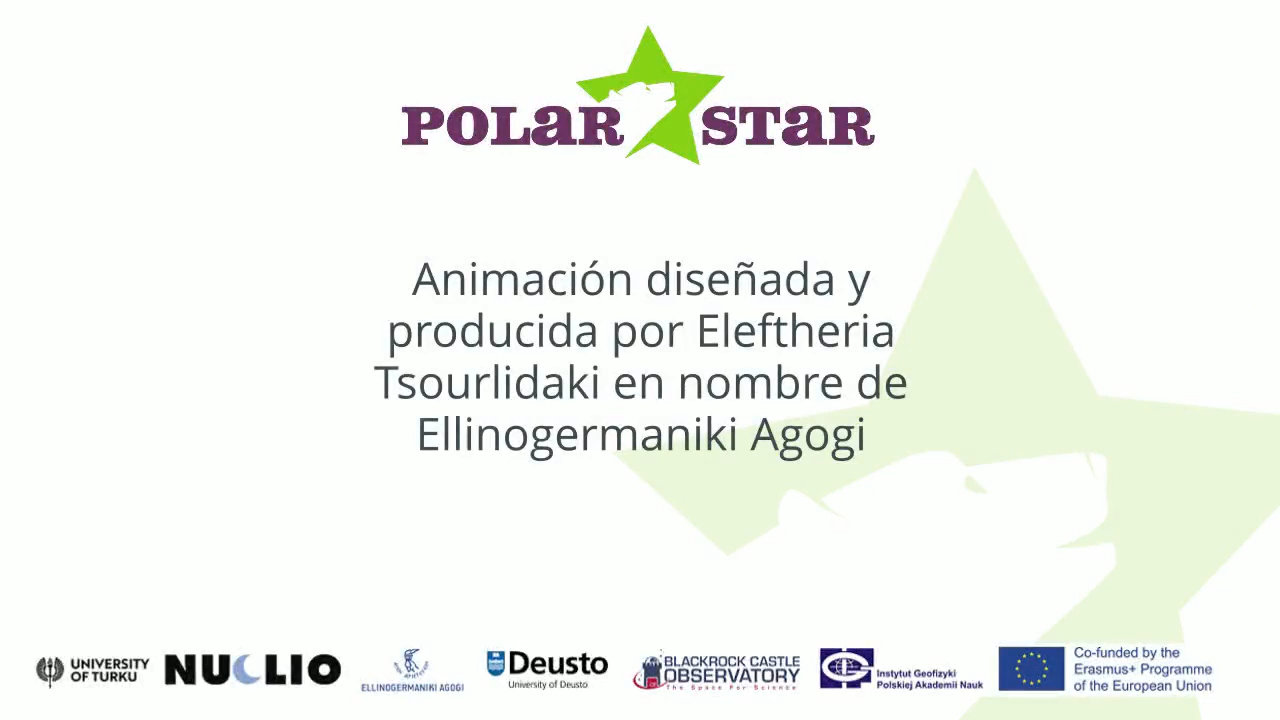 POLAR STAR
Animación diseñada y
producida por Eleftheria
Tsourlidaki en nombre de
Ellinogermaniki Agogi
UNIVERSITY
OF TURKU
NUCLIO
ELLINOGERMANIKI AGOGI
Deusto
University of Deusto
BLACKROCK CASTLE
OBSERVATORY
The Space For Science
Instytut Geofizyki
Polskiej Akademii Nauk
Co-funded by the
Erasmus+ Programme
of the European Union